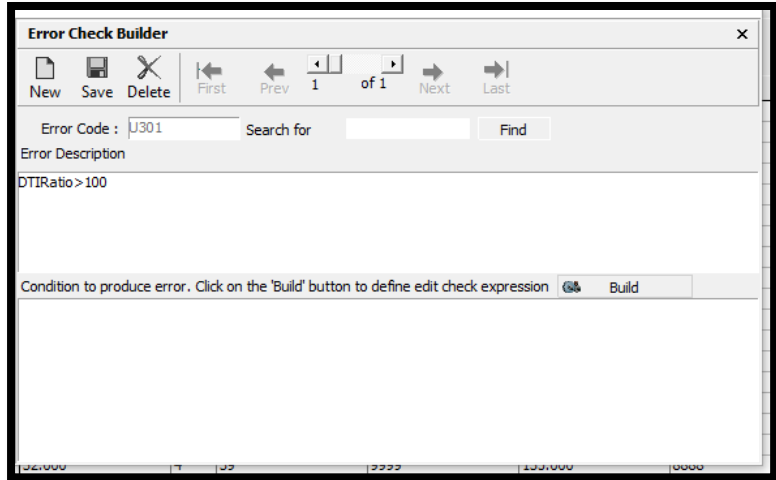 Error Check Builder
New Save Delete First Prev 1 of 1 Next Last
Error Code : U301 Search for Find
Error Description
DTIRatio>100
Condition to produce error. Click on the 'Build' button to define edit check expression Build